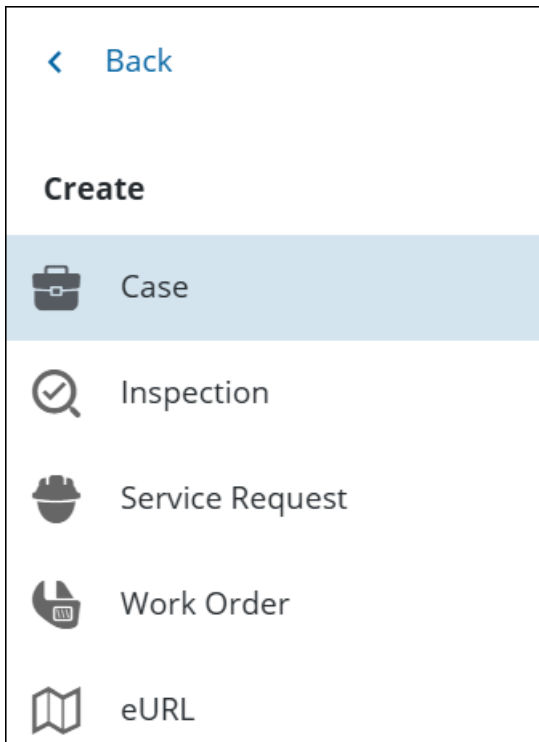 Back
Create
Case
Inspection
Service Request
Work Order
eURL